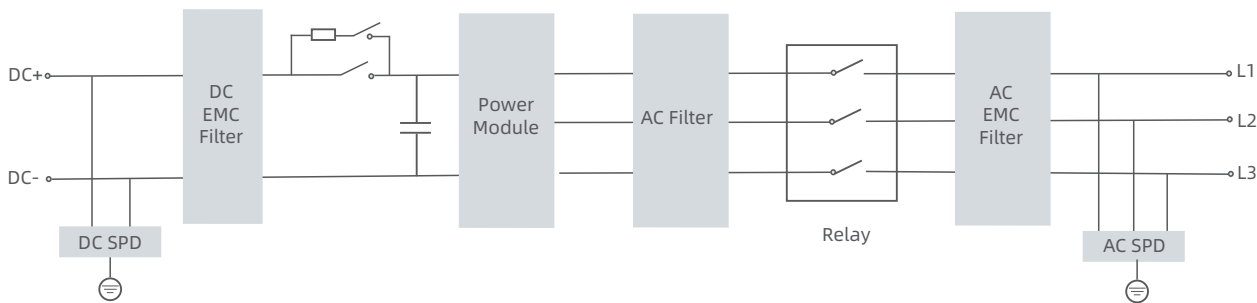 DC+
DC-
DC SPD
DC
EMC
Filter
Power
Module
AC Filter
Relay
AC
EMC
Filter
L1
L2
L3
AC SPD